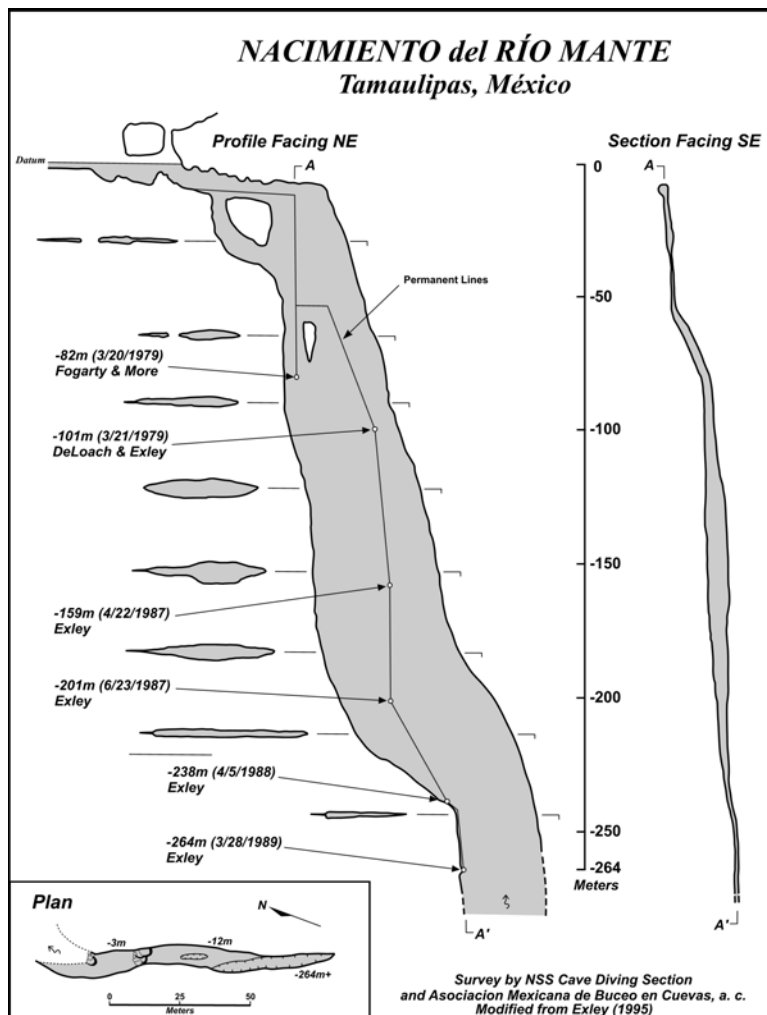 NACIMIENTO del RÍO MANTE
Tamaulipas, México
Profile Facing NE
Section Facing SE
Datum
A
A
0
-50
-100
-150
-200
-250
-264
Meters
Permanent Lines
-82m (3/20/1979)
Fogarty & More
-101m (3/21/1979)
DeLoach & Exley
-159m (4/22/1987)
Exley
-201m (6/23/1987)
Exley
-238m (4/5/1988)
Exley
-264m (3/28/1989)
Exley
A'
A'
Plan
N
-3m
-12m
-264m+
0 25 50
Meters
Survey by NSS Cave Diving Section
and Asociacion Mexicana de Buceo en Cuevas, a. c.
Modified from Exley (1995)